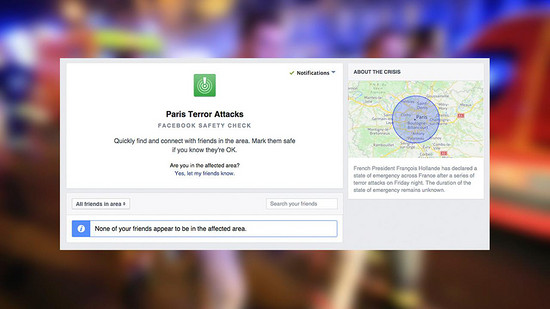 Notifications
Paris Terror Attacks
FACEBOOK SAFETY CHECK
Quickly find and connect with friends in the area. Mark them safe
if you know they're OK.
Are you in the affected area?
Yes, let my friends know.
All friends in area
Search your friends
None of your friends appear to be in the affected area.
ABOUT THE CRISIS
Paris
French President François Hollande has declared a
state of emergency across France after a series of
terror attacks on Friday night. The duration of the
state of emergency remains unknown.